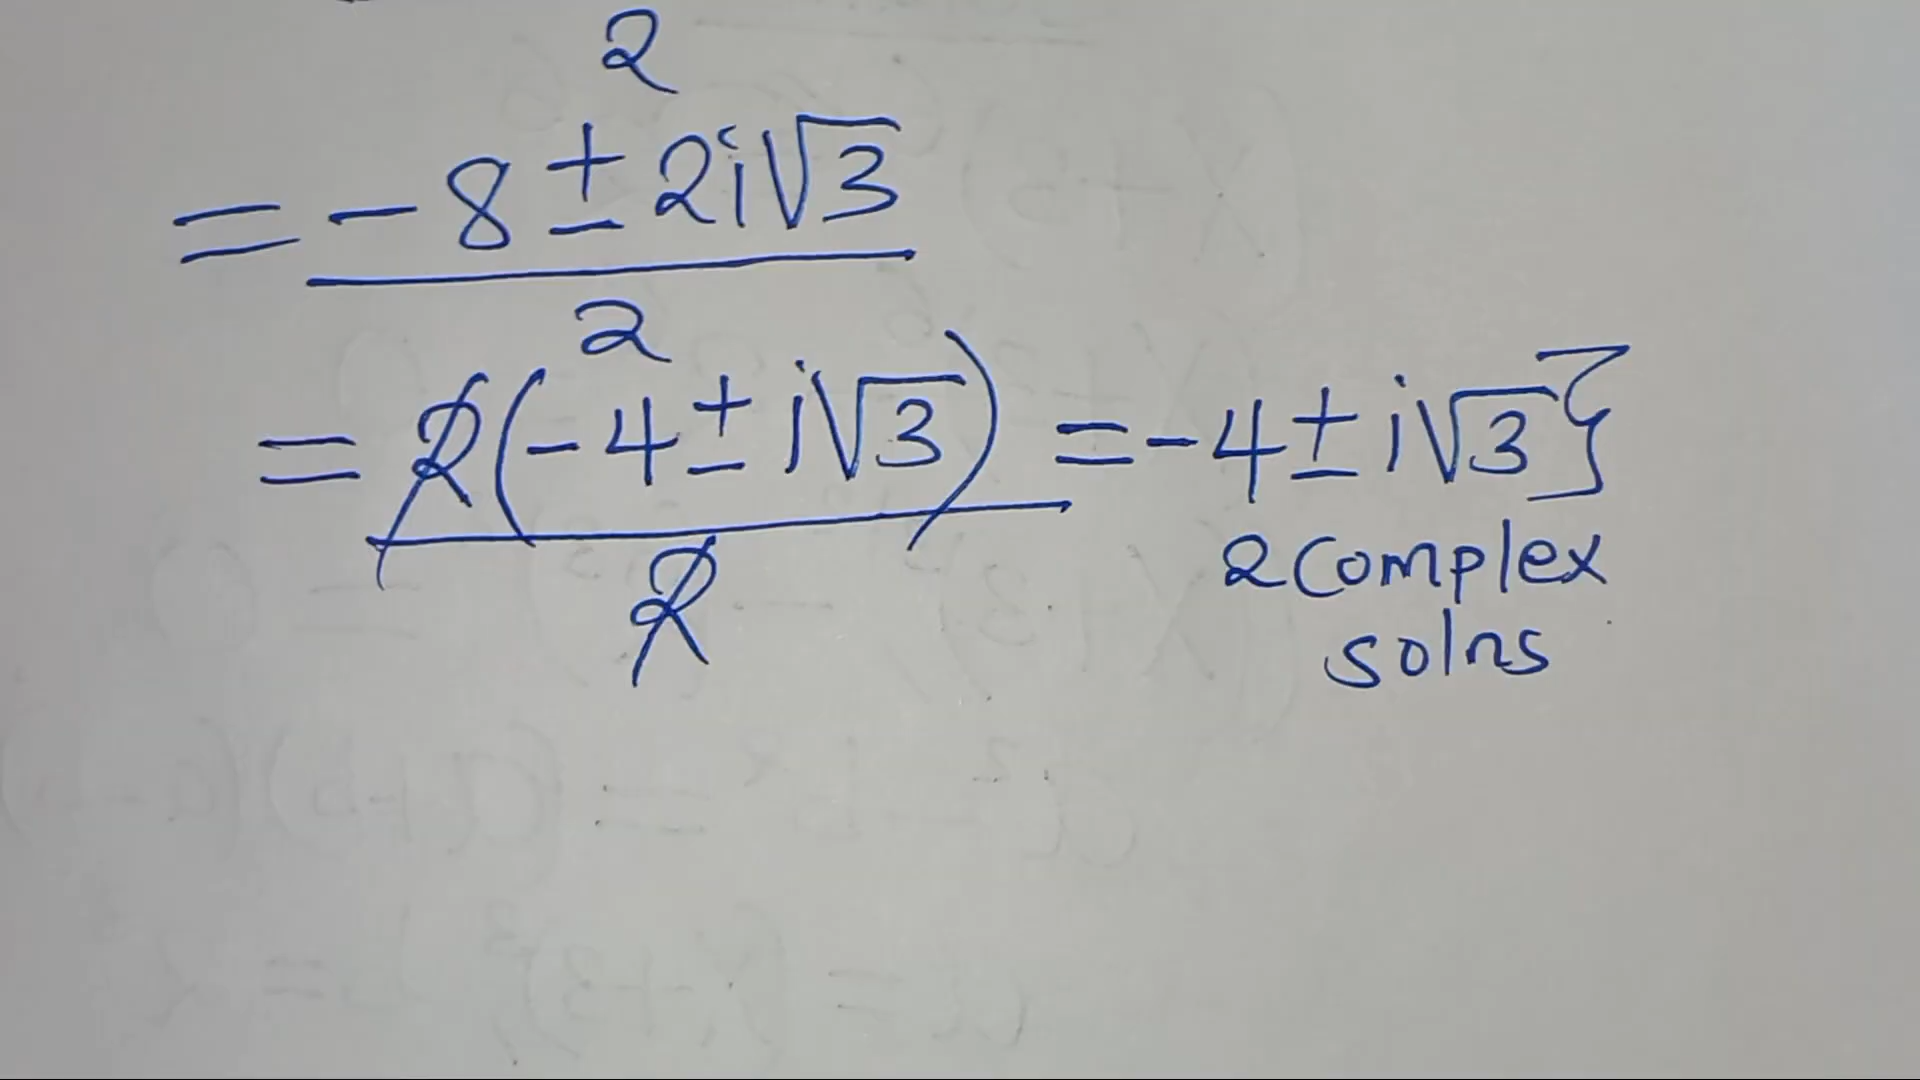 2
= -8 ± 2i√3
2
= 2(-4 ± i√3) = -4 ± i√3}
2
2 complex
solns